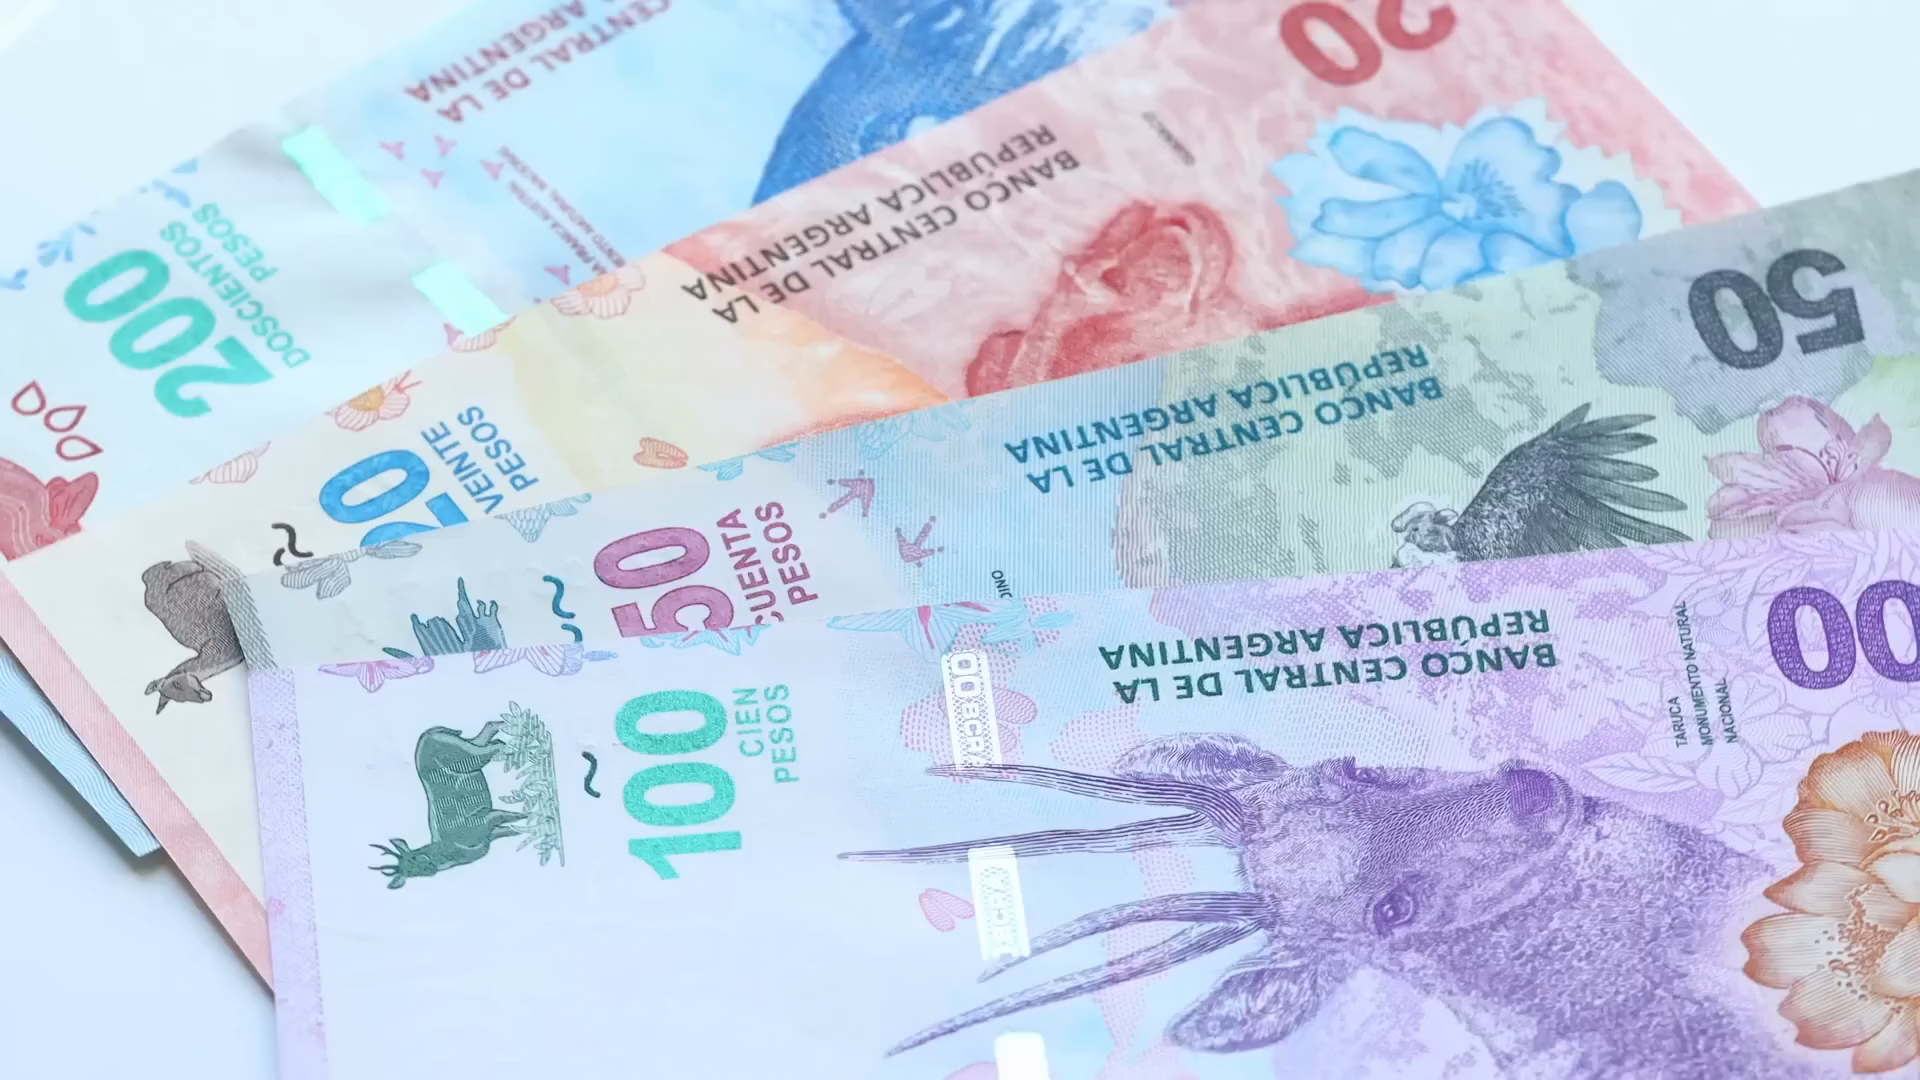 CENTRAL DE LA
ARGENTINA
200
DOSCIENTOS
PESOS
20
BANCO CENTRAL DE LA
REPÚBLICA ARGENTINA
20
VEINTE
PESOS
50
BANCO CENTRAL DE LA
REPÚBLICA ARGENTINA
50
CUENTA
PESOS
00
BANCO CENTRAL DE LA
REPÚBLICA ARGENTINA
TARUCA
MONUMENTO NATURAL
NACIONAL
100
CIEN
PESOS